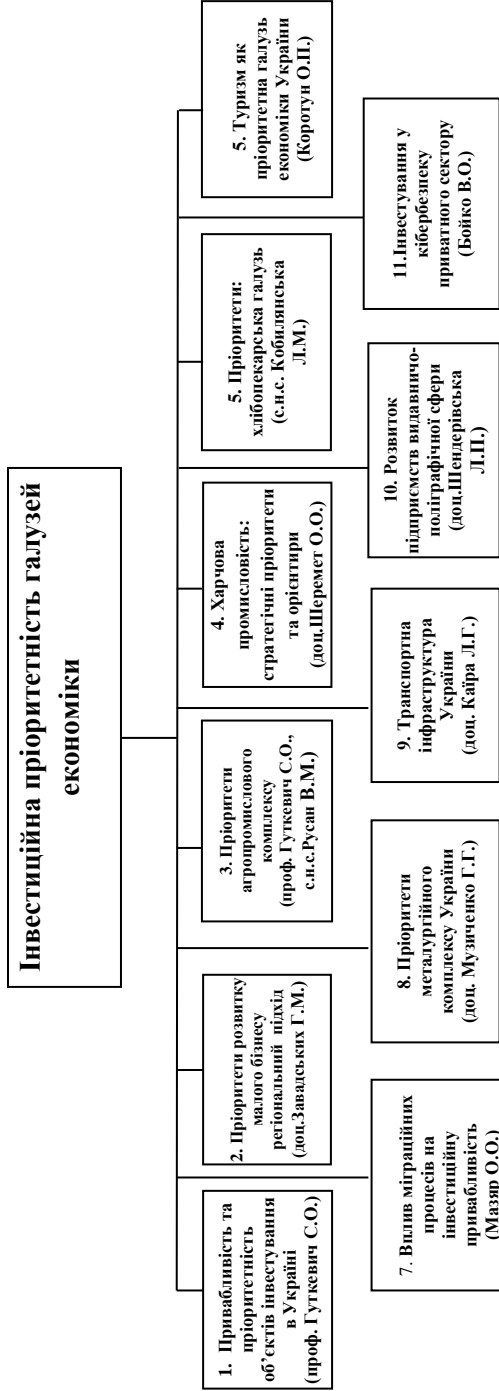 Інвестиційна пріоритетність галузей
економіки
1. Привабливість та
пріоритетність
об’єктів інвестування
в Україні
(проф. Гуткевич С.О.)
2. Пріоритети розвитку
малого бізнесу
регіональний підхід
(доц.Завадських Г.М.)
3. Пріоритети
агропромислового
комплексу
(проф. Гуткевич С.О.,
с.н.с.Русан В.М.)
4. Харчова
промисловість:
стратегічні пріоритети
та орієнтири
(доц.Шеремет О.О.)
5. Пріоритети:
хлібопекарська галузь
(с.н.с. Кобилянська
Л.М.)
5. Туризм як
пріоритетна галузь
економіки України
(Коротун О.П.)
7. Вплив міграційних
процесів на
інвестиційну
привабливість
(Мазяр О.О.)
8. Пріоритети
металургійного
комплексу України
(доц. Музиченко Г.Г.)
9. Транспортна
інфраструктура
України
(доц. Каїра Л.Г.)
10. Розвиток
підприємств видавничо-
поліграфічної сфери
(доц.Шендерівська
Л.П.)
11.Інвестування у
кібербезпеку
приватного сектору
(Бойко В.О.)